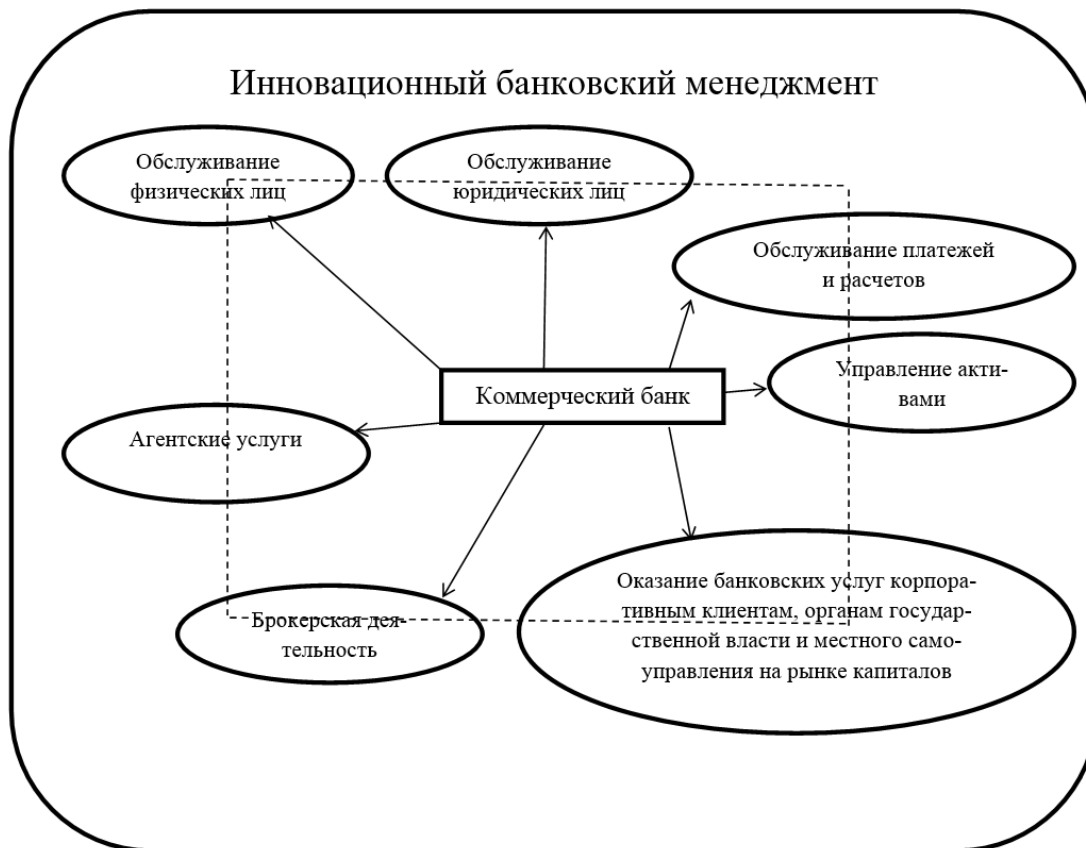 Инновационный банковский менеджмент
Обслуживание
физических лиц
Обслуживание
юридических лиц
Обслуживание платежей
и расчетов
Коммерческий банк
Управление акти-
вами
Агентские услуги
Брокерская дея-
тельность
Оказание банковских услуг корпора-
тивным клиентам, органам государ-
ственной власти и местного само-
управления на рынке капиталов